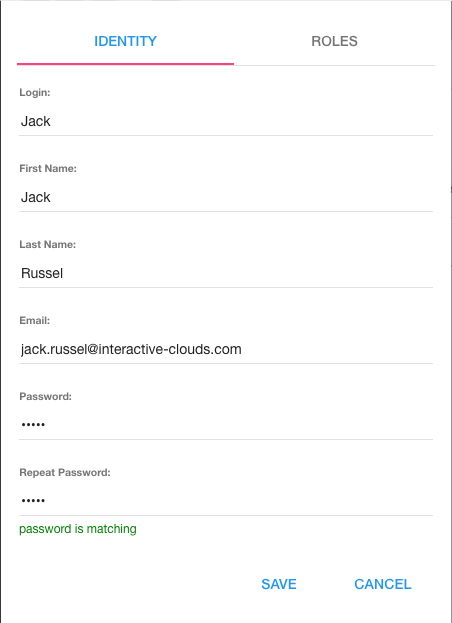 IDENTITY ROLES
Login:
Jack
First Name:
Jack
Last Name:
Russel
Email:
jack.russel@interactive-clouds.com
Password:
•••••
Repeat Password:
•••••
password is matching
SAVE CANCEL